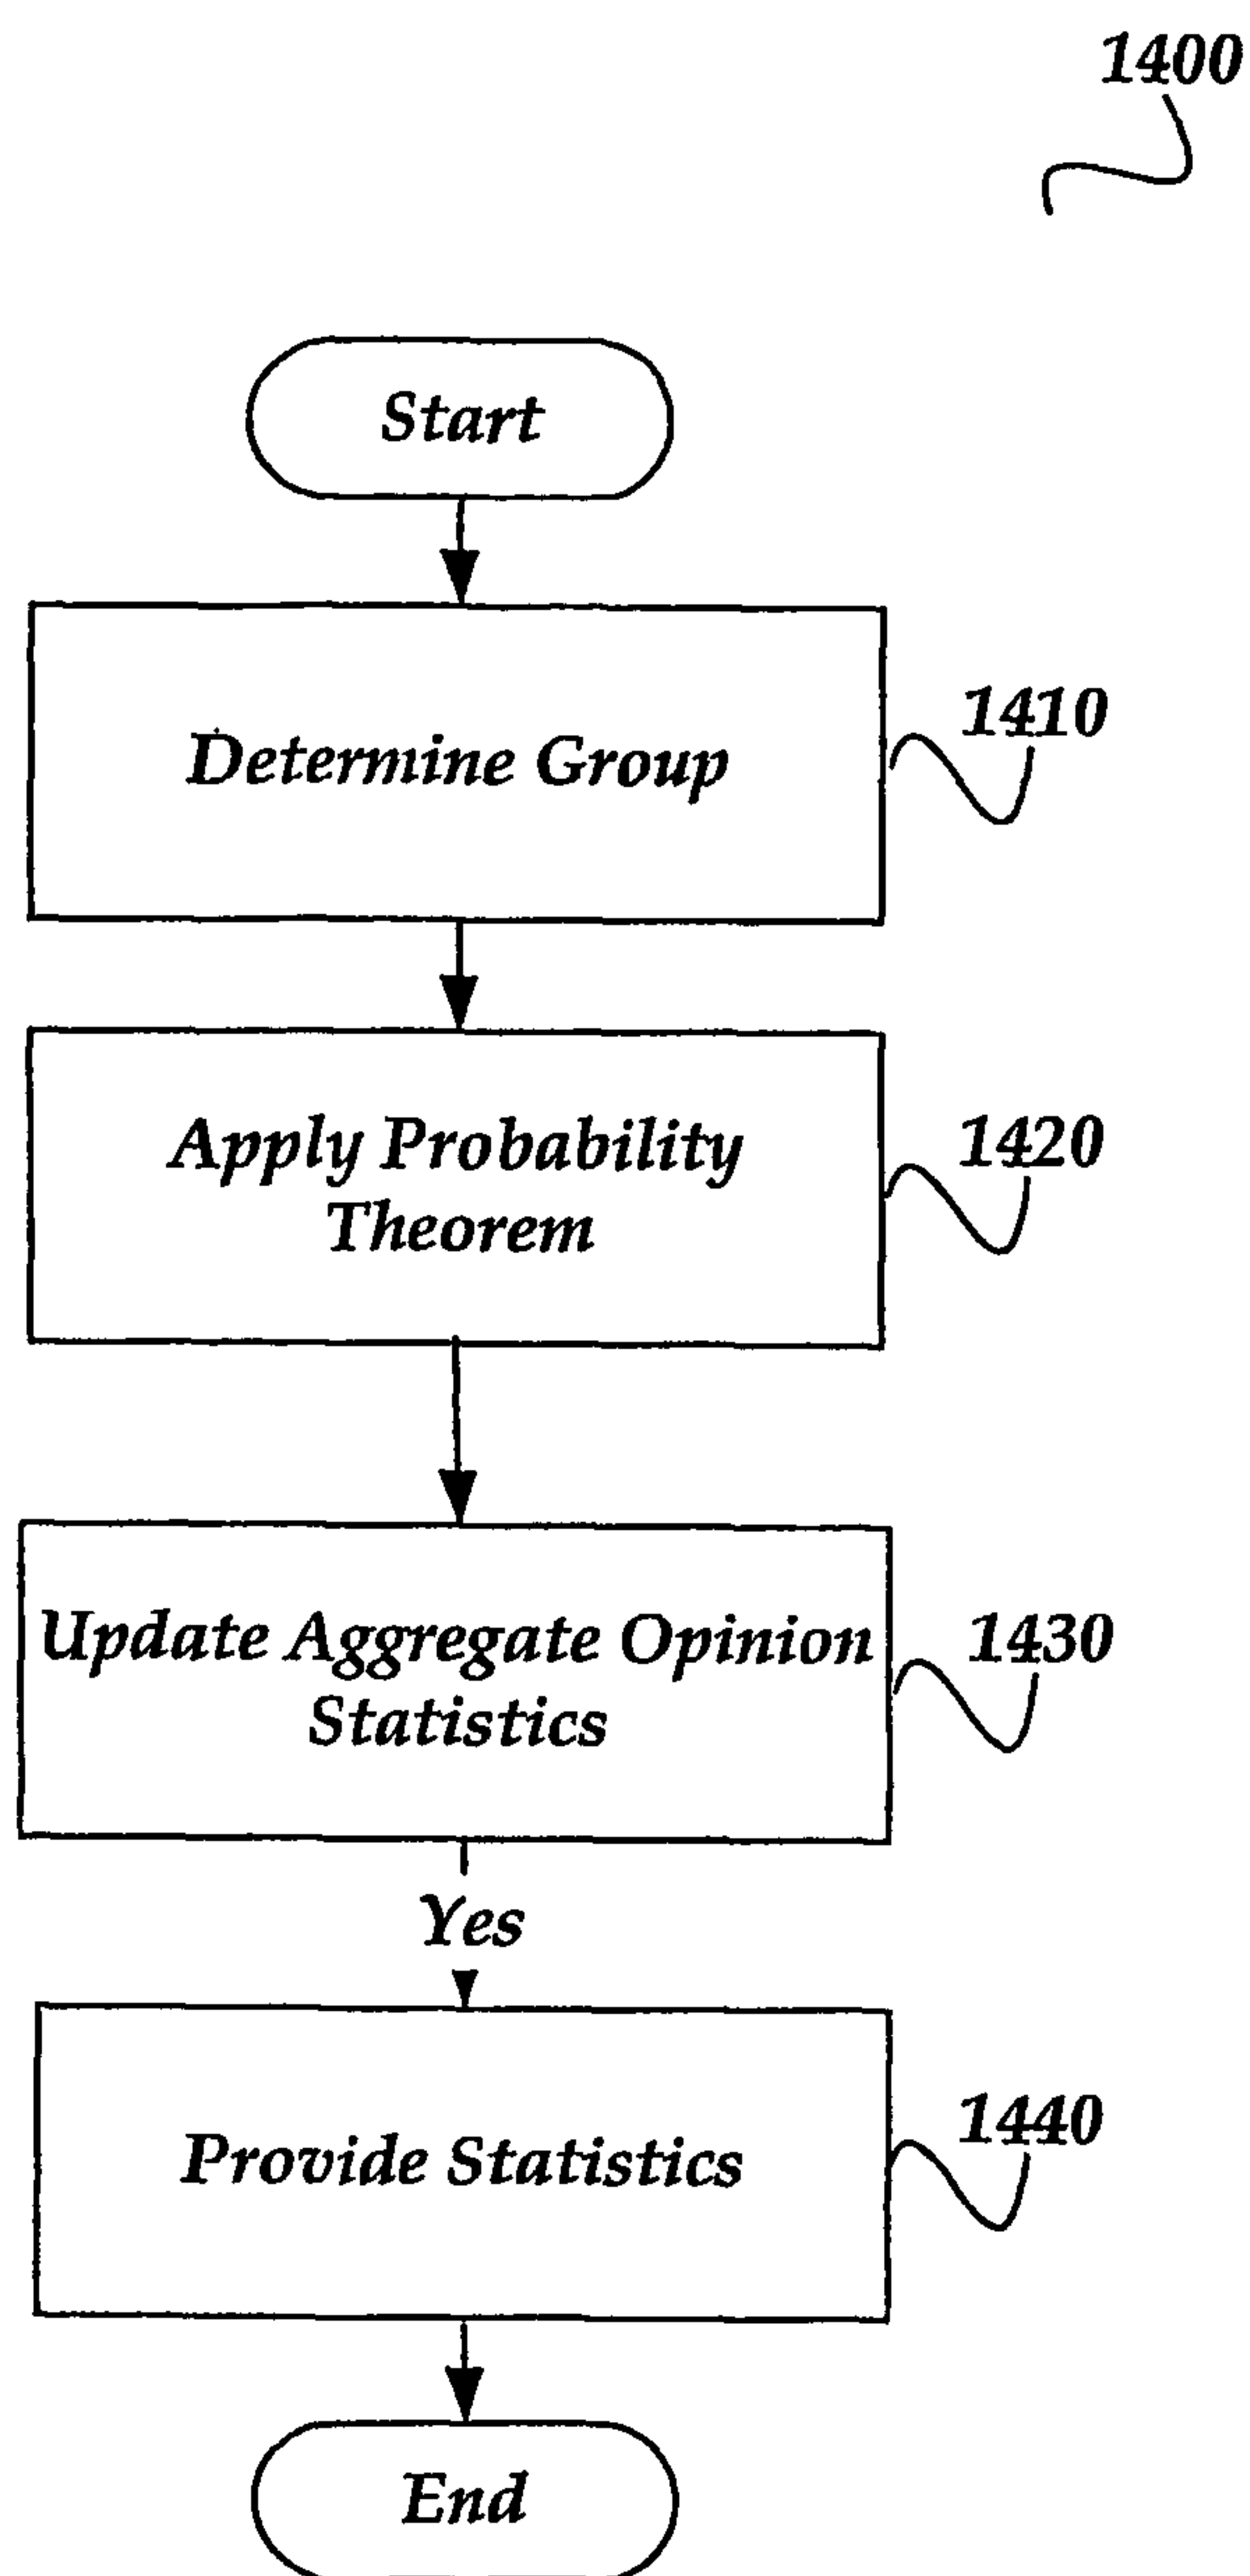 1400
Start
Determine Group
1410
Apply Probability
Theorem
1420
Update Aggregate Opinion
Statistics
1430
Yes
Provide Statistics
1440
End